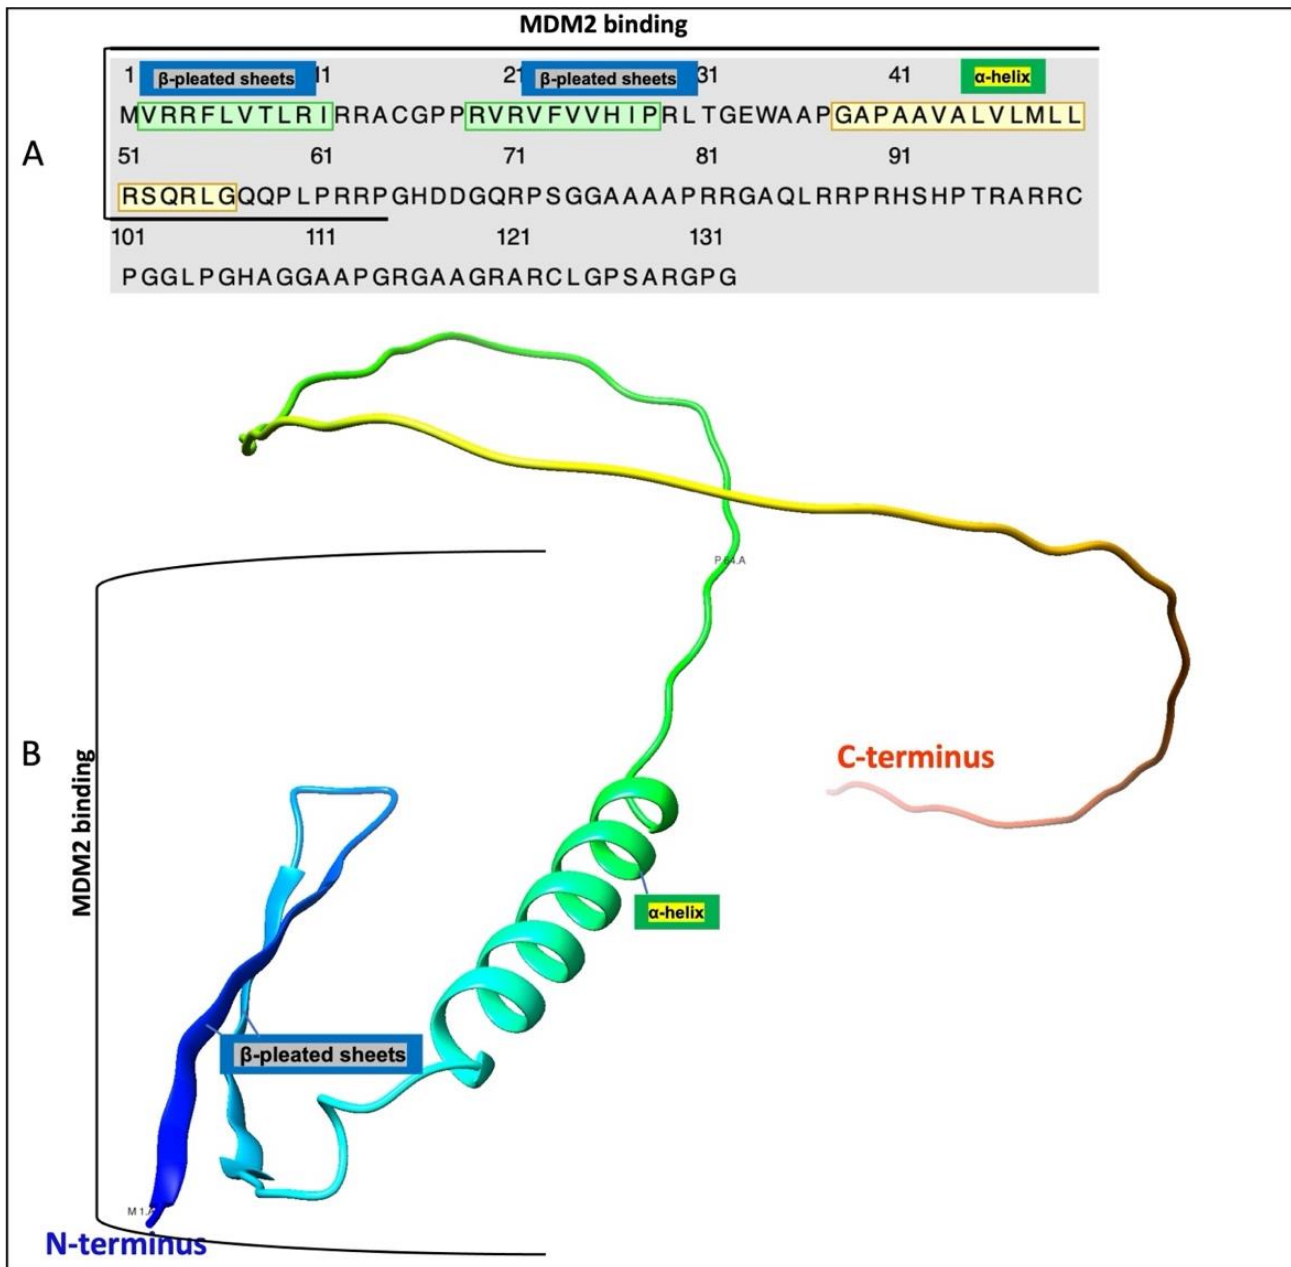 MDM2 binding
1 β-pleated sheets 11 21 β-pleated sheets 31 41 α-helix
MVRRFLVTLRIRRACGPPRVRVFVVHIPRLTGEWAAPGAPAAVALVLMLL
A
51 61 71 81 91
RSQRLGQQPLPRRPGHDDGQRPSGGAAAAPRRGAQLRRPRHSHPTRARRC
101 111 121 131
PGGLPGHAGGAAPGRGAAGRARCLGPSARGPG
P 64.A
B
MDM2 binding
C-terminus
α-helix
β-pleated sheets
M 1.A
N-terminus